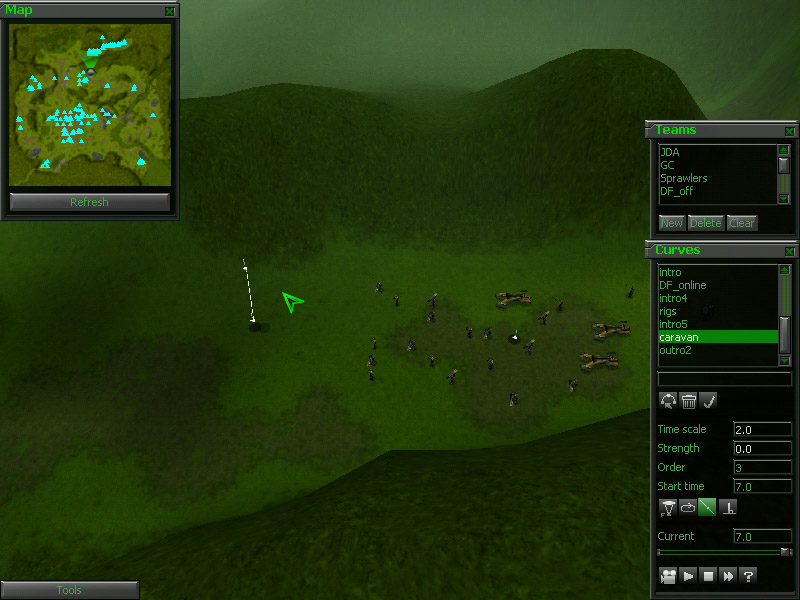 Map
Refresh
Teams
JDA
GC
Sprawlers
DF_off
New Delete Clear
Curves
intro
DF_online
intro4
rigs
intro5
caravan
outro2
Time scale 2.0
Strength 0.0
Order 3
Start time 7.0
Current 7.0
?
Tools